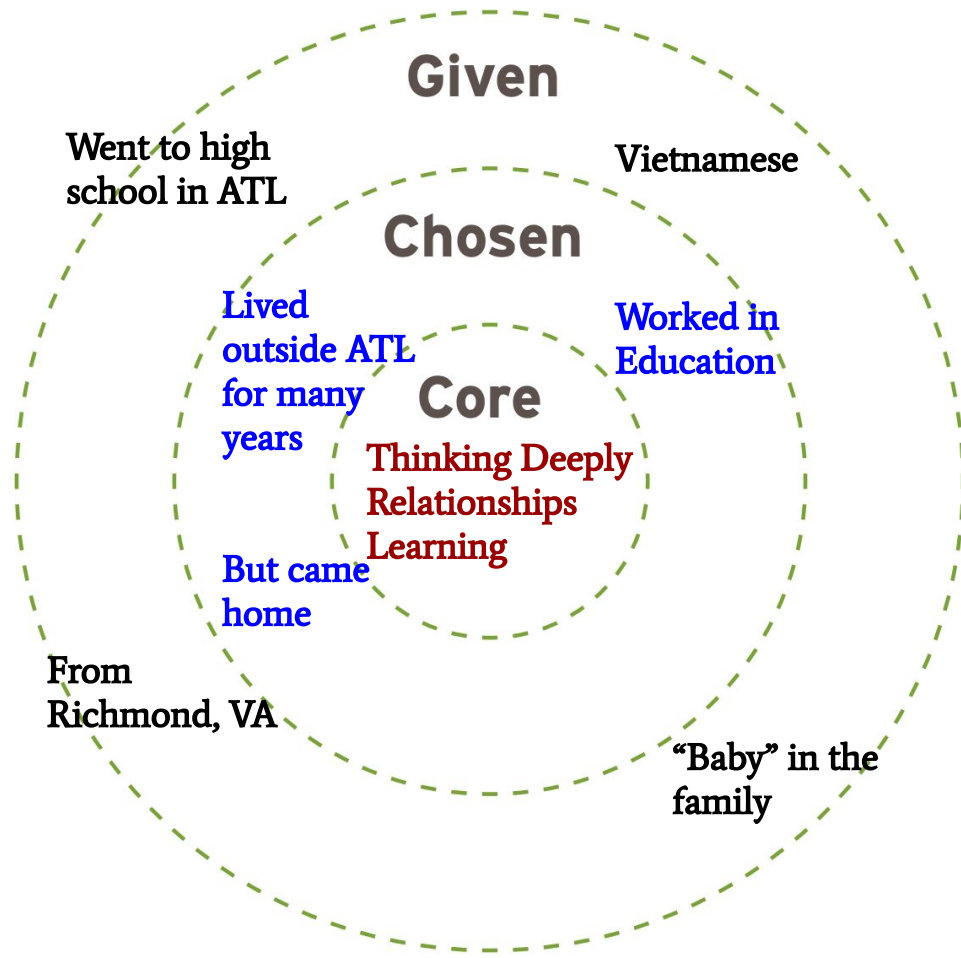 Given
Went to high
school in ATL
Vietnamese
Chosen
Lived
outside ATL
for many
years
Worked in
Education
Core
Thinking Deeply
Relationships
Learning
But came
home
From
Richmond, VA
“Baby” in the
family